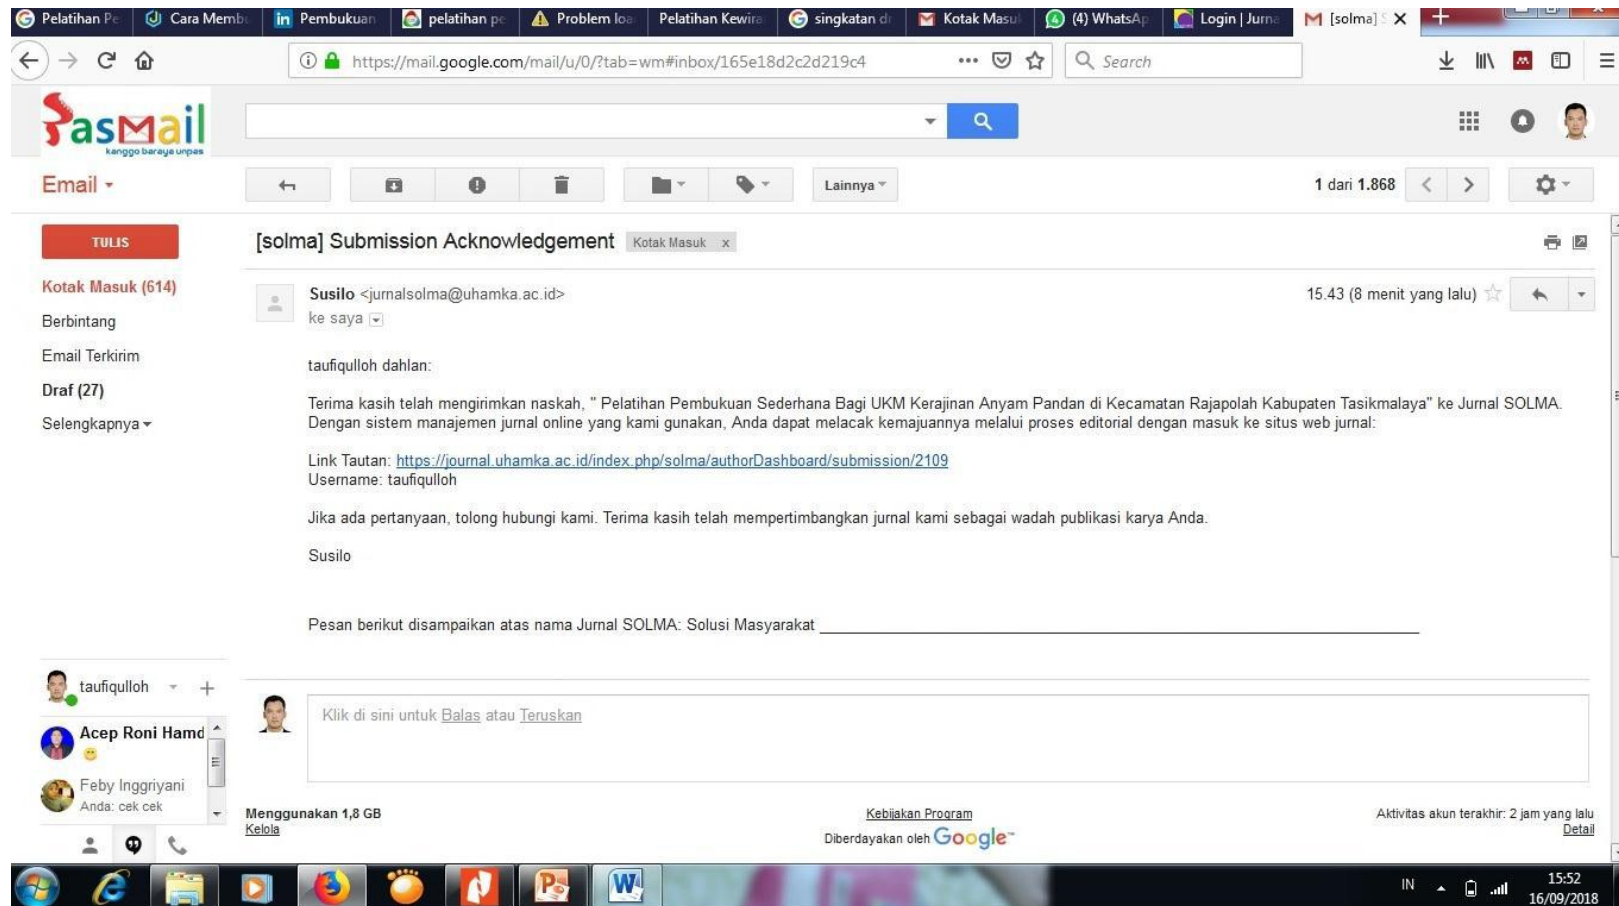 Pelatihan Pe
Cara Membu
Pembukuan
pelatihan pe
Problem loa
Pelatihan Kewira
singkatan d
Kotak Masuk
(4) WhatsAp
Login | Jurna
[solma] S
https://mail.google.com/mail/u/0/?tab=wm#inbox/165e18d2c2d219c4
Search
Pasmail
kanggo baraya unpas
Email
Lainnya
1 dari 1.868
TULIS
[solma] Submission Acknowledgement
Kotak Masuk x
Kotak Masuk (614)
Susilo <jurnalsolma@uhamka.ac.id>
15.43 (8 menit yang lalu)
ke saya
Berbintang
Email Terkirim
Draf (27)
Selengkapnya
taufiqulloh dahlan:
Terima kasih telah mengirimkan naskah, " Pelatihan Pembukuan Sederhana Bagi UKM Kerajinan Anyam Pandan di Kecamatan Rajapolah Kabupaten Tasikmalaya" ke Jurnal SOLMA.
Dengan sistem manajemen jurnal online yang kami gunakan, Anda dapat melacak kemajuannya melalui proses editorial dengan masuk ke situs web jurnal:
Link Tautan: https://journal.uhamka.ac.id/index.php/solma/authorDashboard/submission/2109
Username: taufiqulloh
Jika ada pertanyaan, tolong hubungi kami. Terima kasih telah mempertimbangkan jurnal kami sebagai wadah publikasi karya Anda.
Susilo
Pesan berikut disampaikan atas nama Jurnal SOLMA: Solusi Masyarakat
taufiqulloh
Klik di sini untuk Balas atau Teruskan
Acep Roni Hamd
Feby Inggriyani
Anda: cek cek
Menggunakan 1,8 GB
Kelola
Kebijakan Program
Diberdayakan oleh Google™
Aktivitas akun terakhir: 2 jam yang lalu
Detail
IN
15:52
16/09/2018